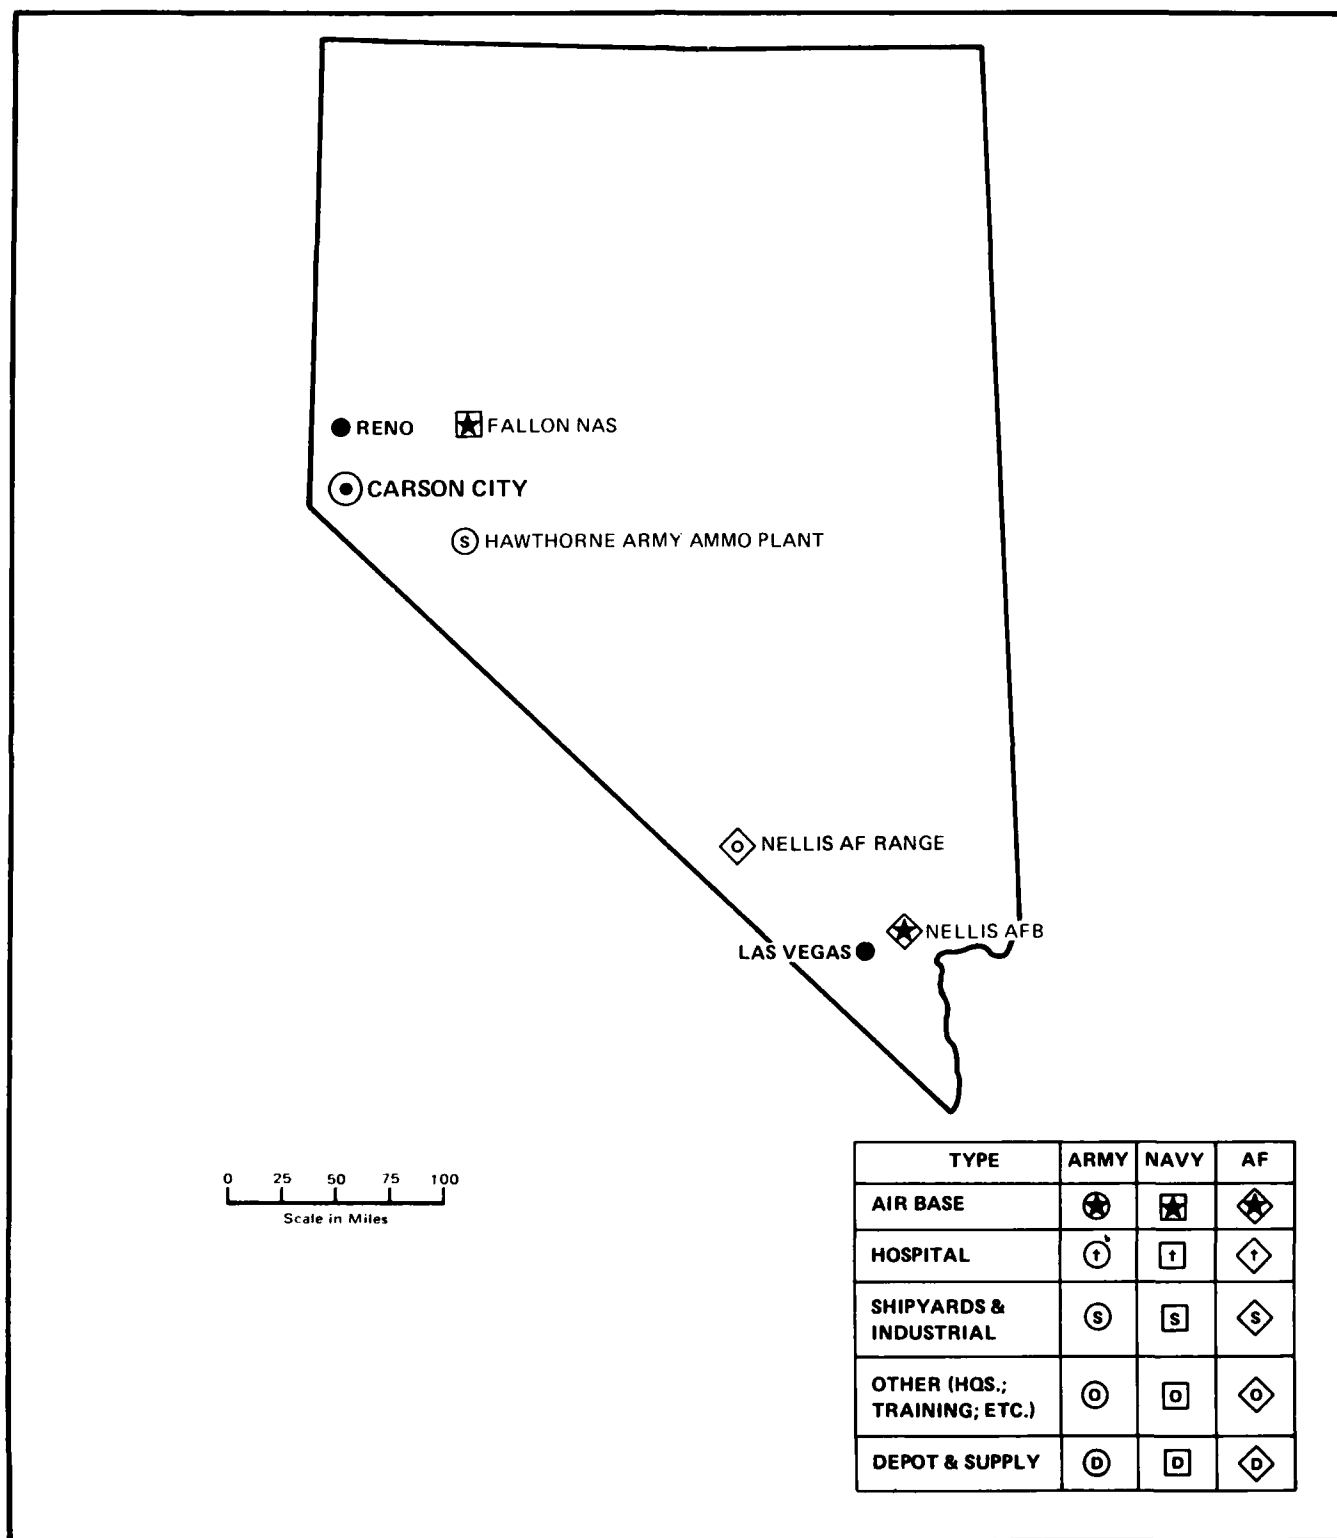 RENO
FALLON NAS
CARSON CITY
S HAWTHORNE ARMY AMMO PLANT
O NELLIS AF RANGE
NELLIS AFB
LAS VEGAS
0 25 50 75 100
Scale in Miles
TYPE ARMY NAVY AF
AIR BASE
HOSPITAL
SHIPYARDS &
INDUSTRIAL S S S
OTHER (HQS.;
TRAINING; ETC.) O O O
DEPOT & SUPPLY D D D